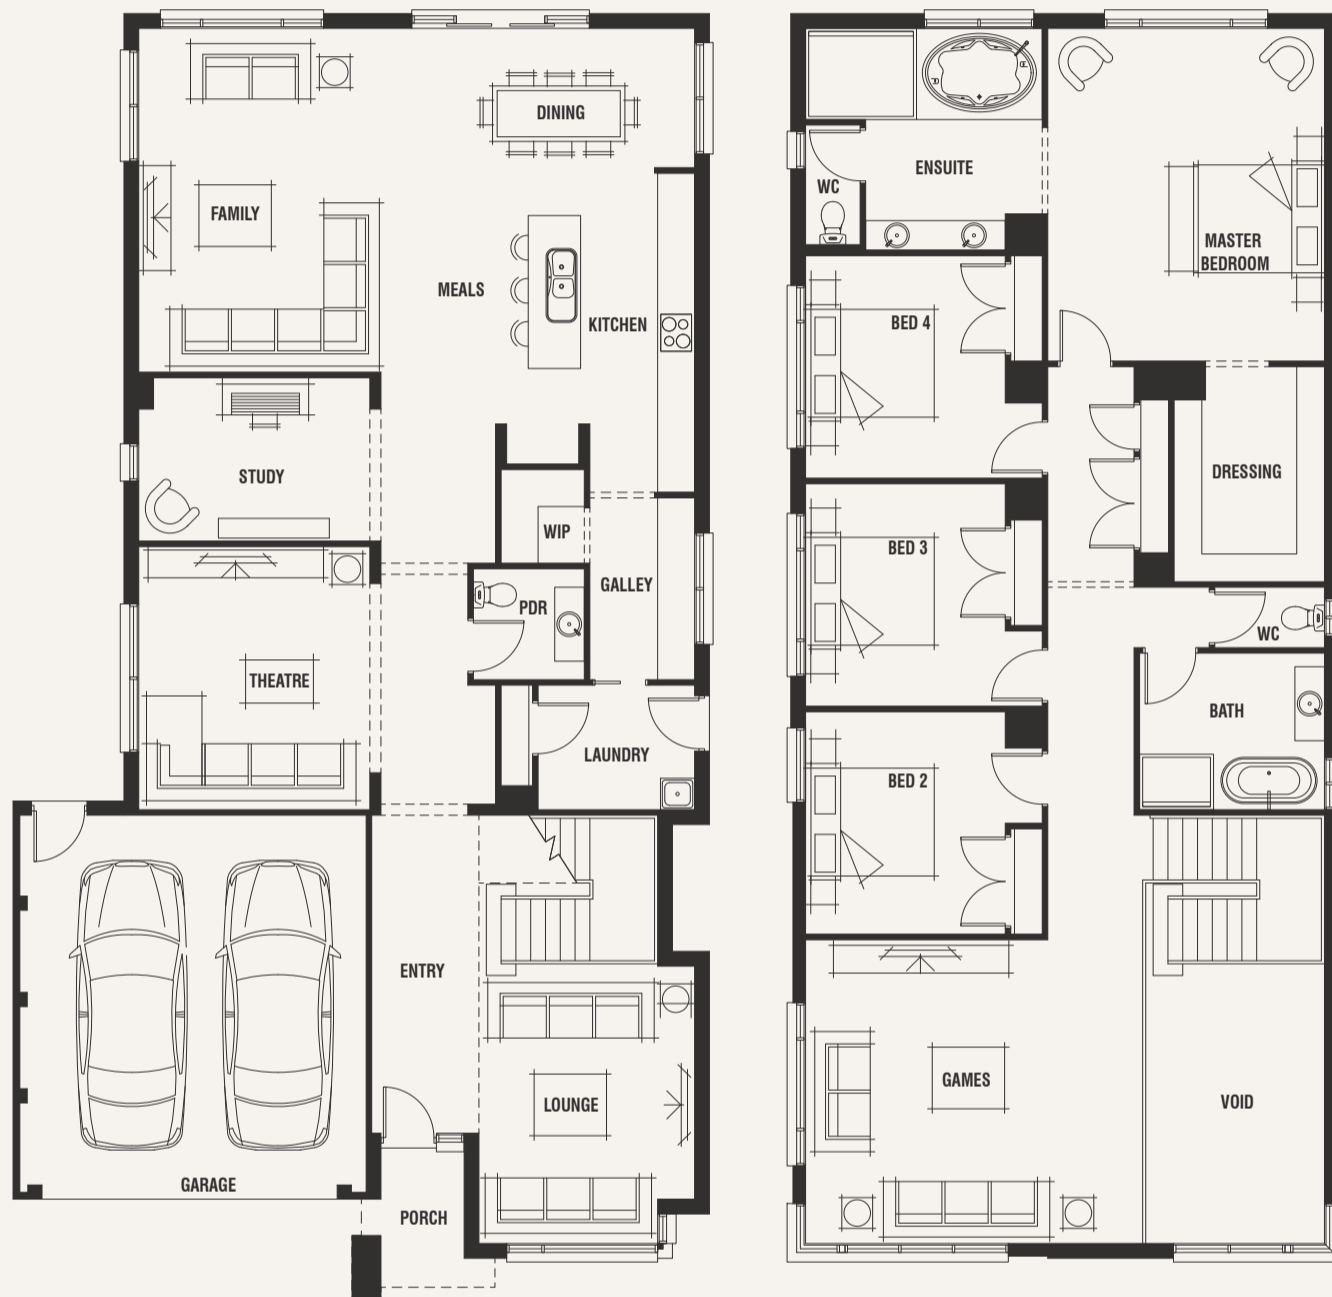 DINING
FAMILY
MEALS
KITCHEN
STUDY
WIP
GALLEY
PDR
THEATRE
LAUNDRY
ENTRY
LOUNGE
GARAGE
PORCH
ENSUITE
WC
MASTER
BEDROOM
BED 4
DRESSING
BED 3
WC
BATH
BED 2
GAMES
VOID